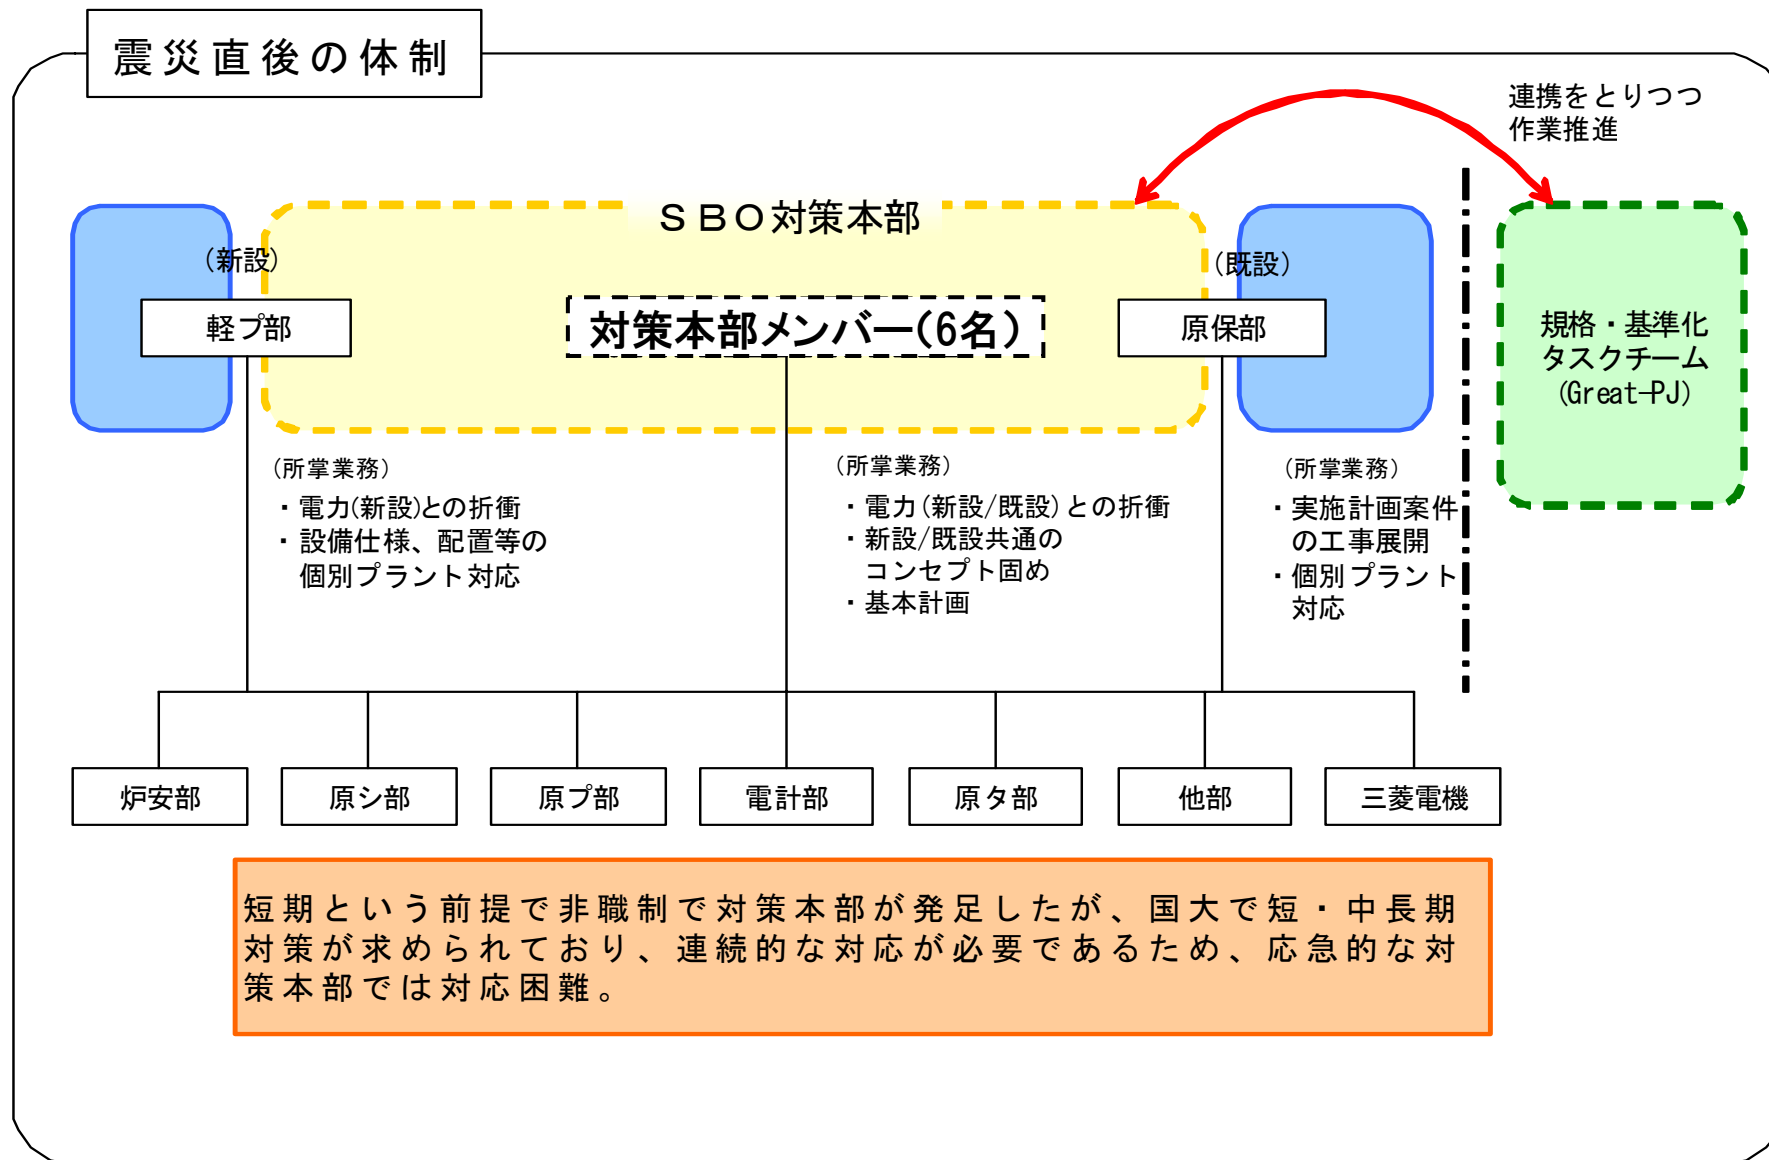 震災直後の体制
連携をとりつつ
作業推進
SBO対策本部
(新設)
(既設)
軽プ部
対策本部メンバー(6名)
原保部
規格・基準化
タスクチーム
(Great-PJ)
(所掌業務)
・電力(新設)との折衝
・設備仕様、配置等の
個別プラント対応
(所掌業務)
・電力(新設/既設)との折衝
・新設/既設共通の
コンセプト固め
・基本計画
(所掌業務)
・実施計画案件
の工事展開
・個別プラント
対応
炉安部
原シ部
原プ部
電計部
原タ部
他部
三菱電機
短期という前提で非職制で対策本部が発足したが、国大で短・中長期
対策が求められており、連続的な対応が必要であるため、応急的な対
策本部では対応困難。